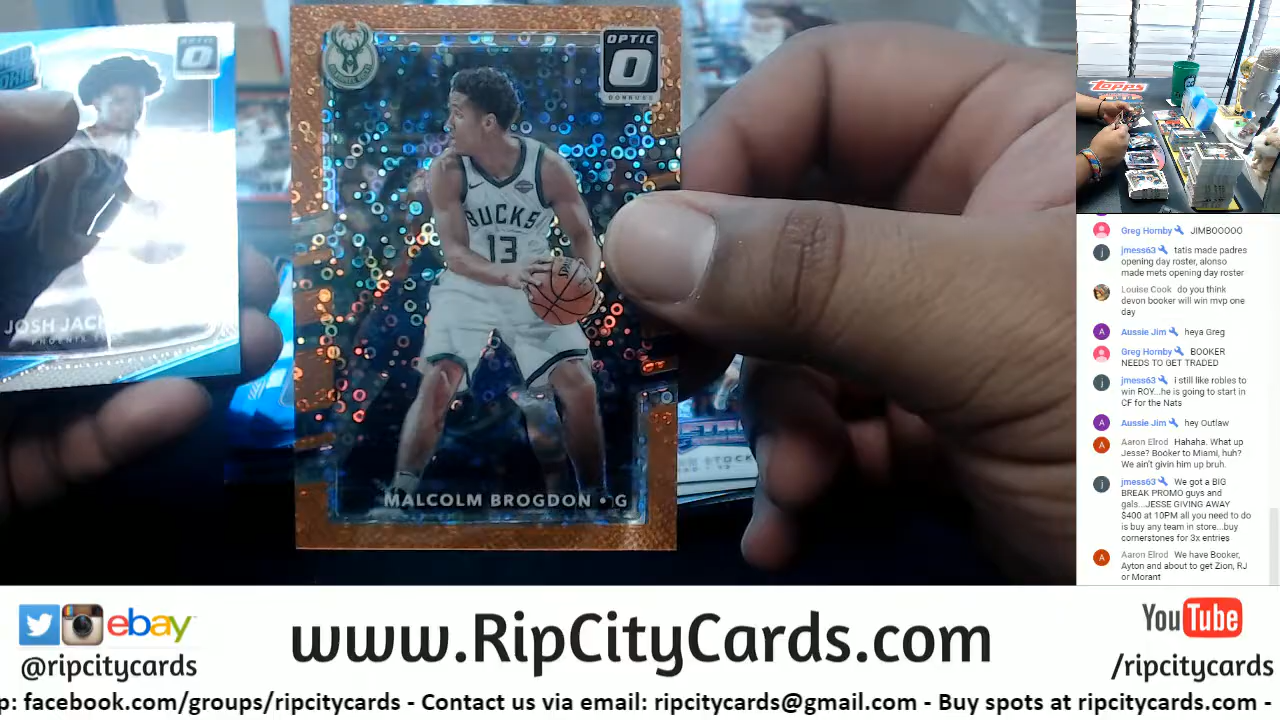 OPTIC
JOSH JACK
PHOENIX
OPTIC
DONRUSS
BUCKS
13
MALCOLM BROGDON • G
STOCK
Topps
Greg Hornby JIMBOOOOO
jmess63 tatis made padres
opening day roster, alonso
made mets opening day roster
Louise Cook do you think
devon booker will win mvp one
day
Aussie Jim heya Greg
Greg Hornby BOOKER
NEEDS TO GET TRADED
jmess63 i still like robles to
win ROY...he is going to start in
CF for the Nats
Aussie Jim hey Outlaw
Aaron Elrod Hahaha. What up
Jesse? Booker to Miami, huh?
We ain't givin him up bruh.
jmess63 We got a BIG
BREAK PROMO guys and
gals...JESSE GIVING AWAY
$400 at 10PM all you need to do
is buy any team in store...buy
cornerstones for 3x entries
Aaron Elrod We have Booker,
Ayton and about to get Zion, RJ
or Morant
ebay
@ripcitycards
www.RipCityCards.com
YouTube
/ripcitycards
p: facebook.com/groups/ripcitycards - Contact us via email: ripcitycards@gmail.com - Buy spots at ripcitycards.com -